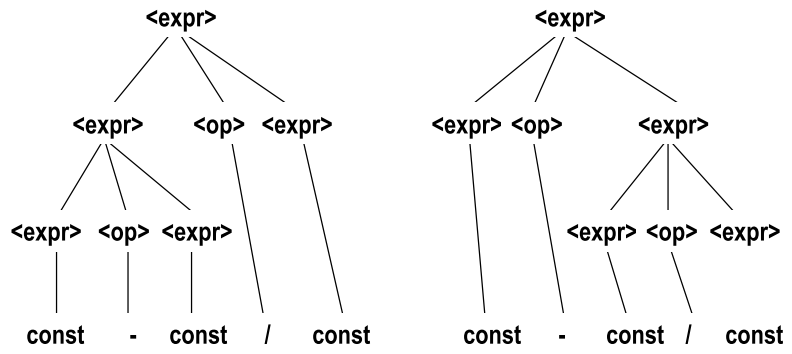 <expr> <expr>
<expr> <op> <expr> <expr> <op> <expr>
<expr> <op> <expr> <expr> <op> <expr>
const - const / const const - const / const